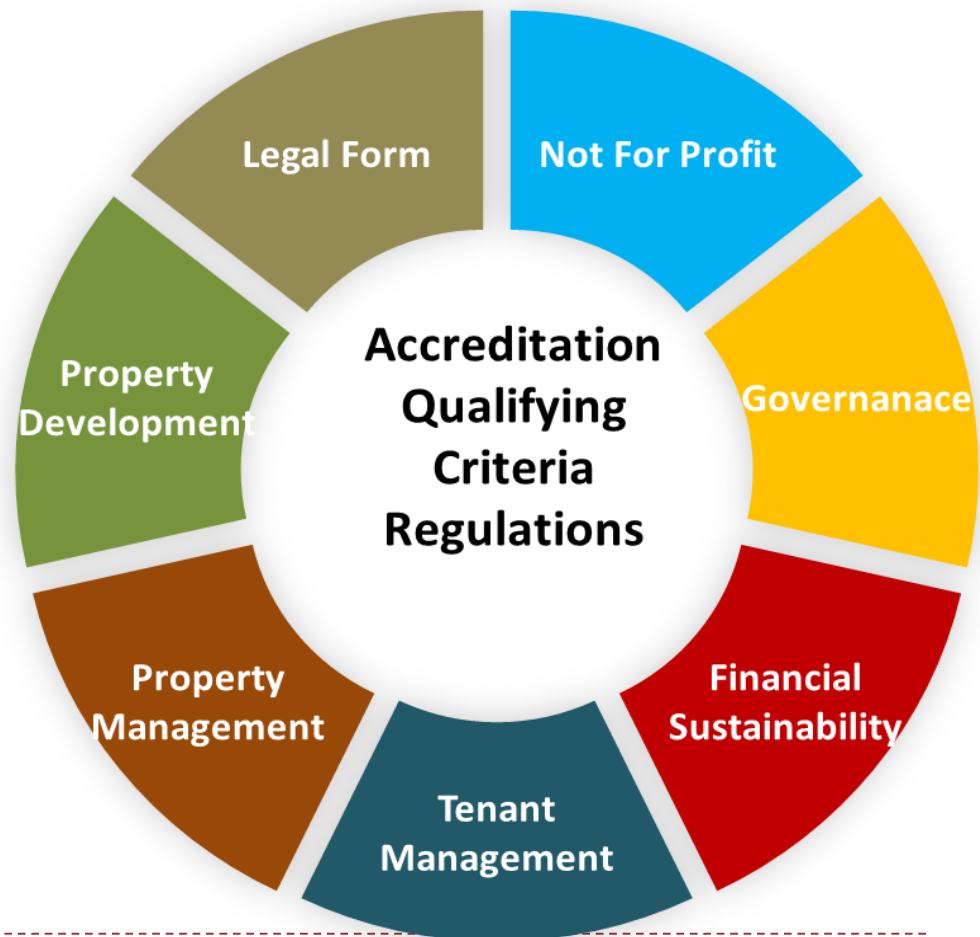 Legal Form
Not For Profit
Property
Development
Accreditation
Qualifying
Criteria
Regulations
Governanace
Property
Management
Financial
Sustainability
Tenant
Management